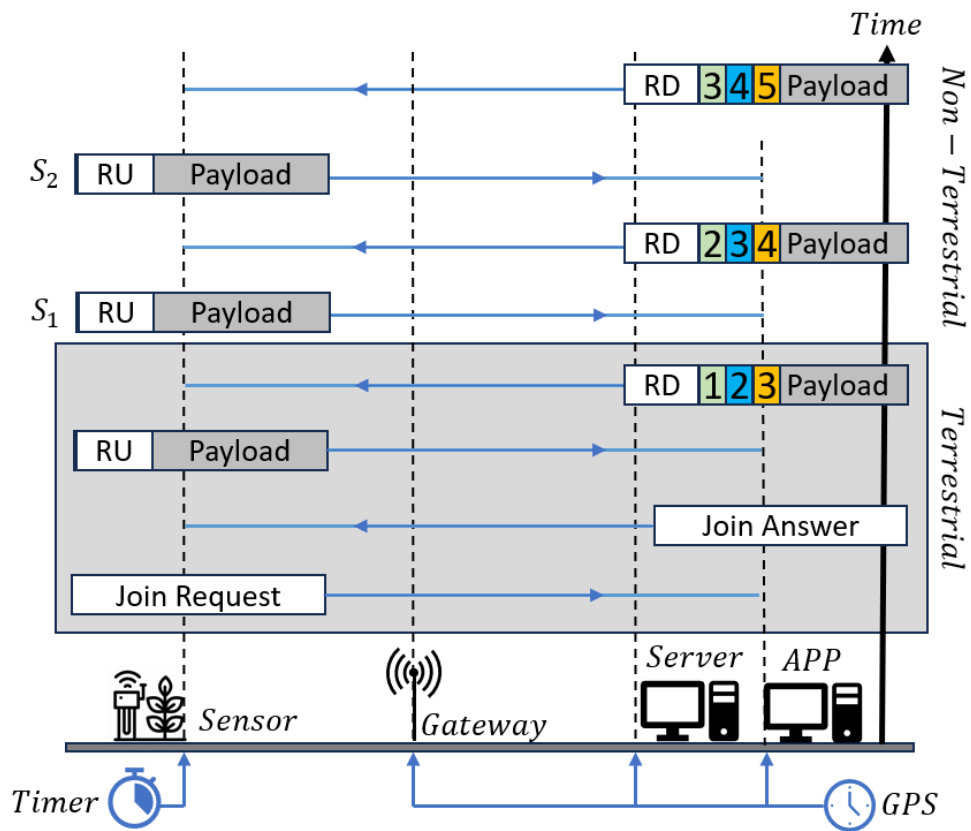 Time
RD 3 4 5 Payload
S₂ RU Payload
RD 2 3 4 Payload
S₁ RU Payload
Non − Terrestrial
RD 1 2 3 Payload
RU Payload
Join Answer
Join Request
Terrestrial
Server APP
Sensor Gateway
Timer GPS